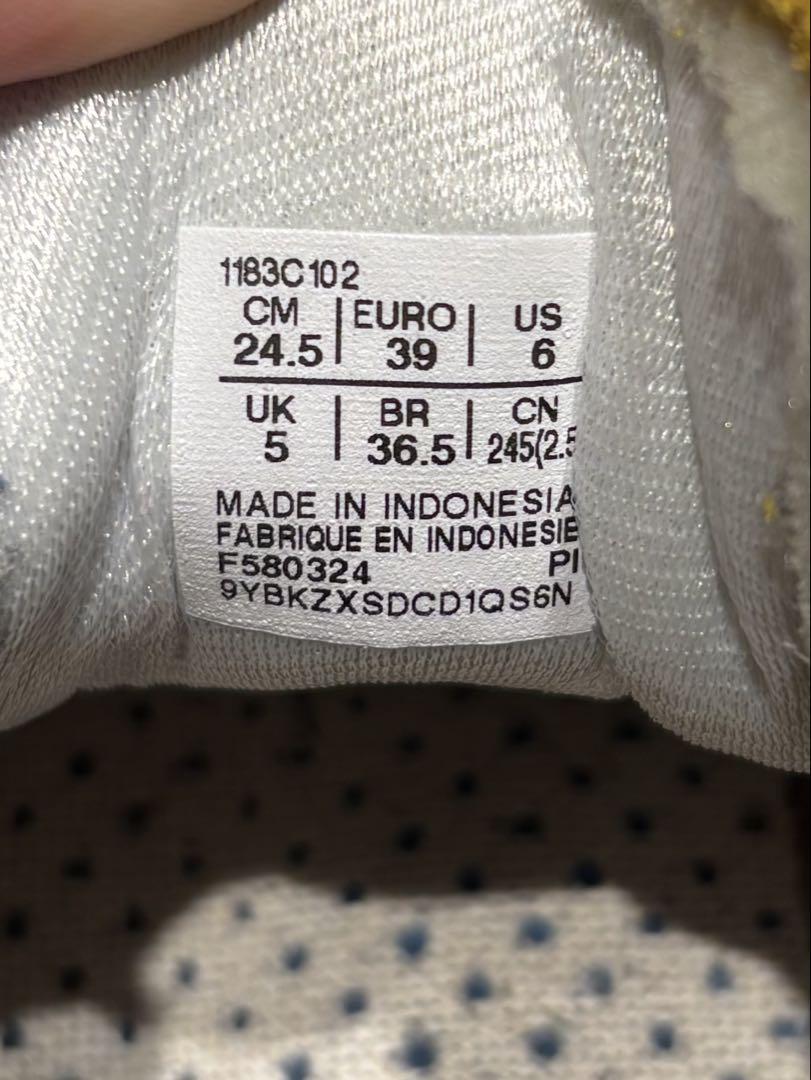 1183C102
CM | EURO | US
24.5 | 39 | 6
UK | BR | CN
5 | 36.5 | 245(2.5
MADE IN INDONESIA
FABRIQUE EN INDONESIE
F580324 PI
9YBKZXSDCD1QS6N